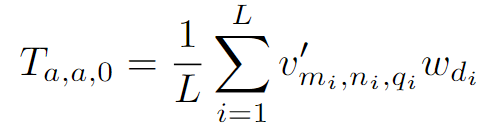 T_{a,a,0} = \frac{1}{L} \sum_{i=1}^{L} v'_{m_i,n_i,q_i} w_{d_i}